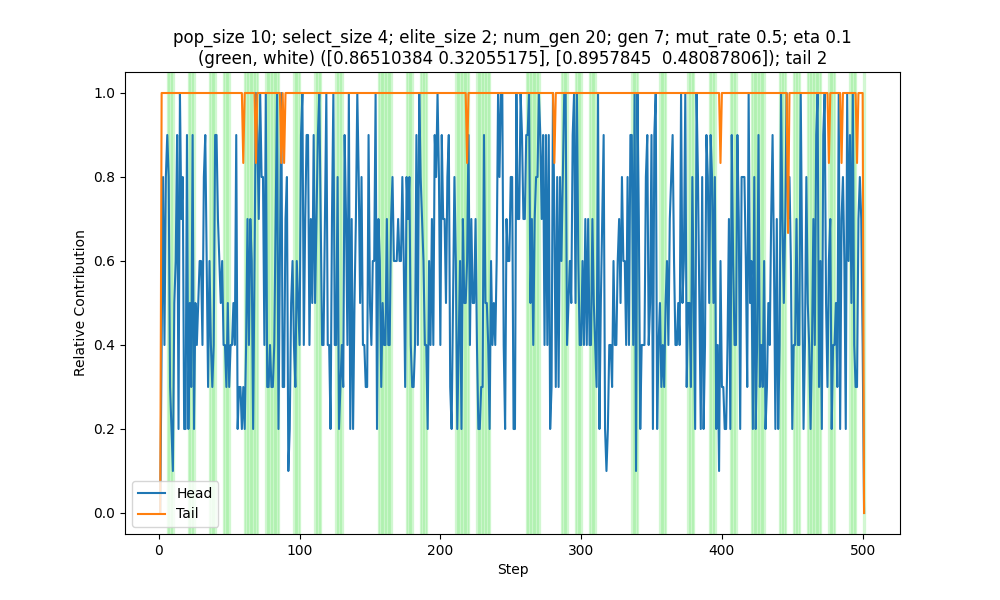 pop_size 10; select_size 4; elite_size 2; num_gen 20; gen 7; mut_rate 0.5; eta 0.1
(green, white) ([0.86510384 0.32055175], [0.8957845  0.48087806]); tail 2
1.0
0.8
0.6
0.4
0.2
0.0
Relative Contribution
Head
Tail
0 100 200 300 400 500
Step